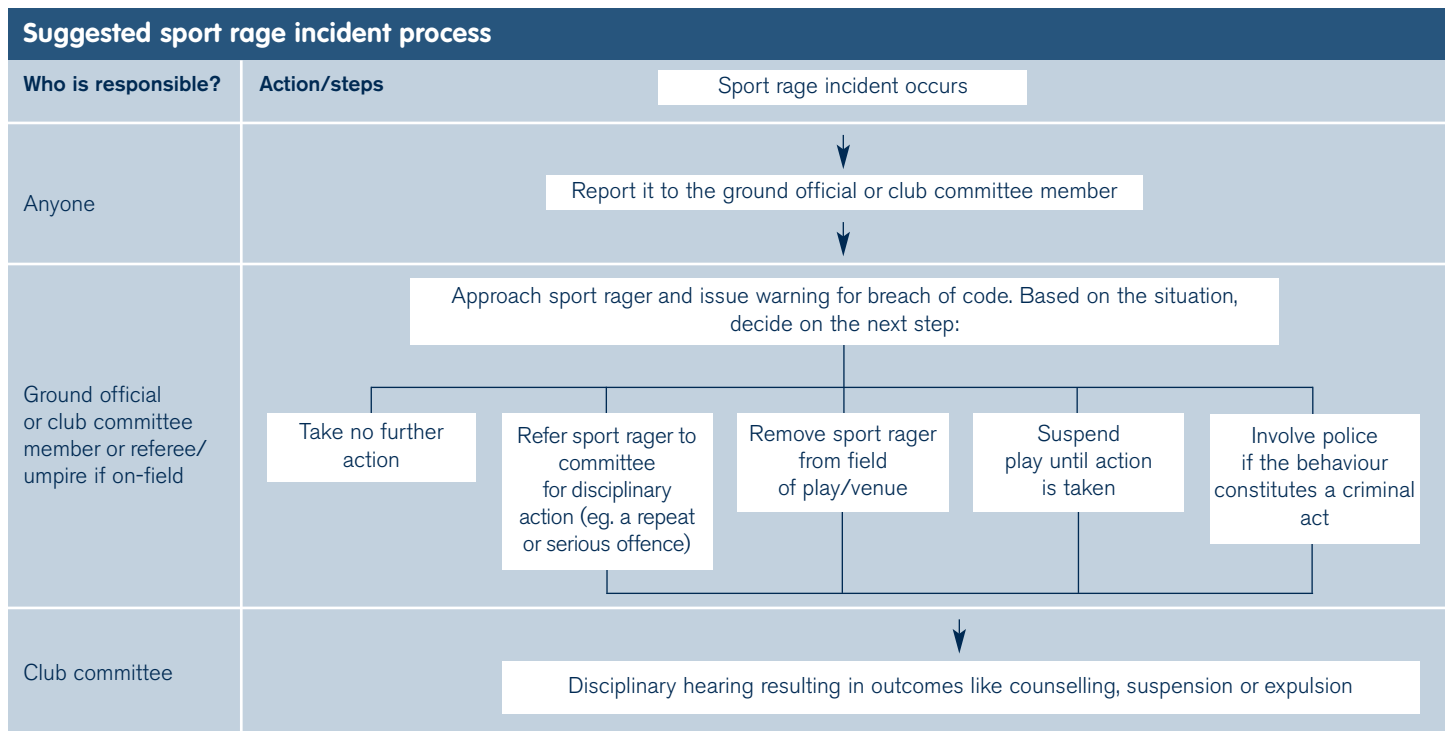 Suggested sport rage incident process
Who is responsible?
Action/steps
Sport rage incident occurs
Anyone
Report it to the ground official or club committee member
Ground official
or club committee
member or referee/
umpire if on-field
Approach sport rager and issue warning for breach of code. Based on the situation,
decide on the next step:
Take no further
action
Refer sport rager to
committee
for disciplinary
action (eg. a repeat
or serious offence)
Remove sport rager
from field
of play/venue
Suspend
play until action
is taken
Involve police
if the behaviour
constitutes a criminal
act
Club committee
Disciplinary hearing resulting in outcomes like counselling, suspension or expulsion